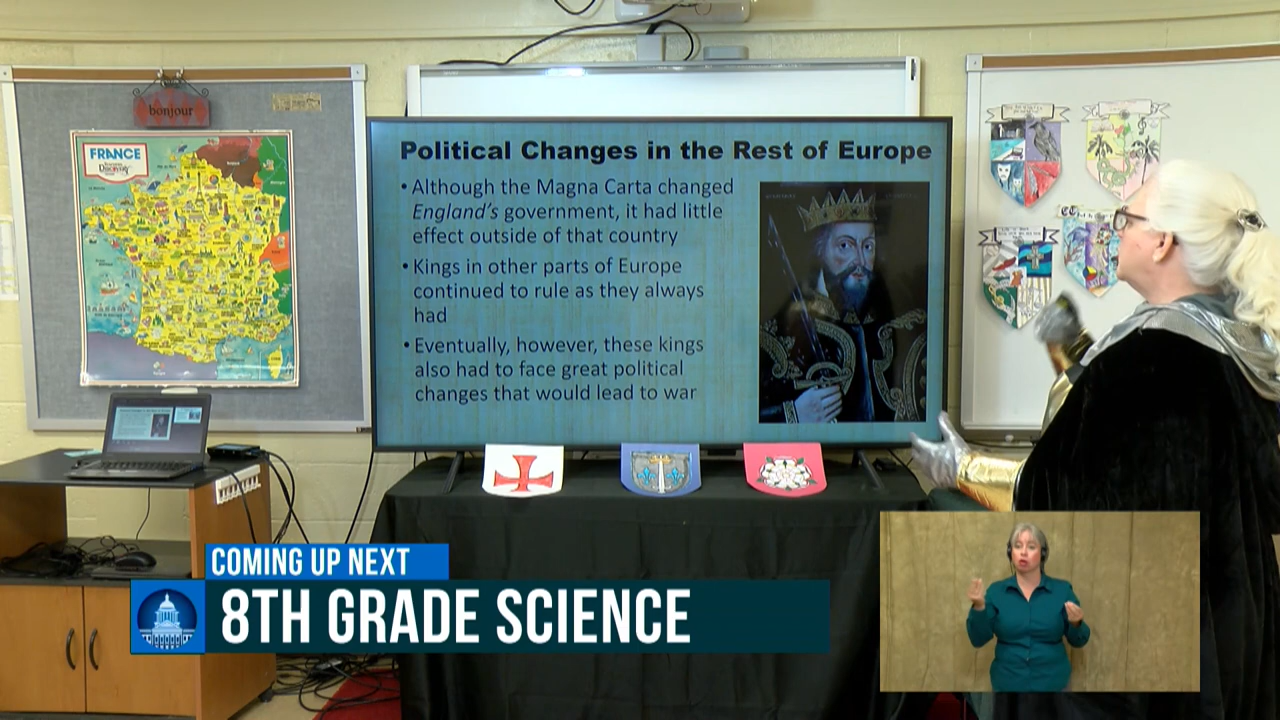 bonjour
FRANCE
Political Changes in the Rest of Europe
• Although the Magna Carta changed
England's government, it had little
effect outside of that country
• Kings in other parts of Europe
continued to rule as they always
had
• Eventually, however, these kings
also had to face great political
changes that would lead to war
COMING UP NEXT
8TH GRADE SCIENCE